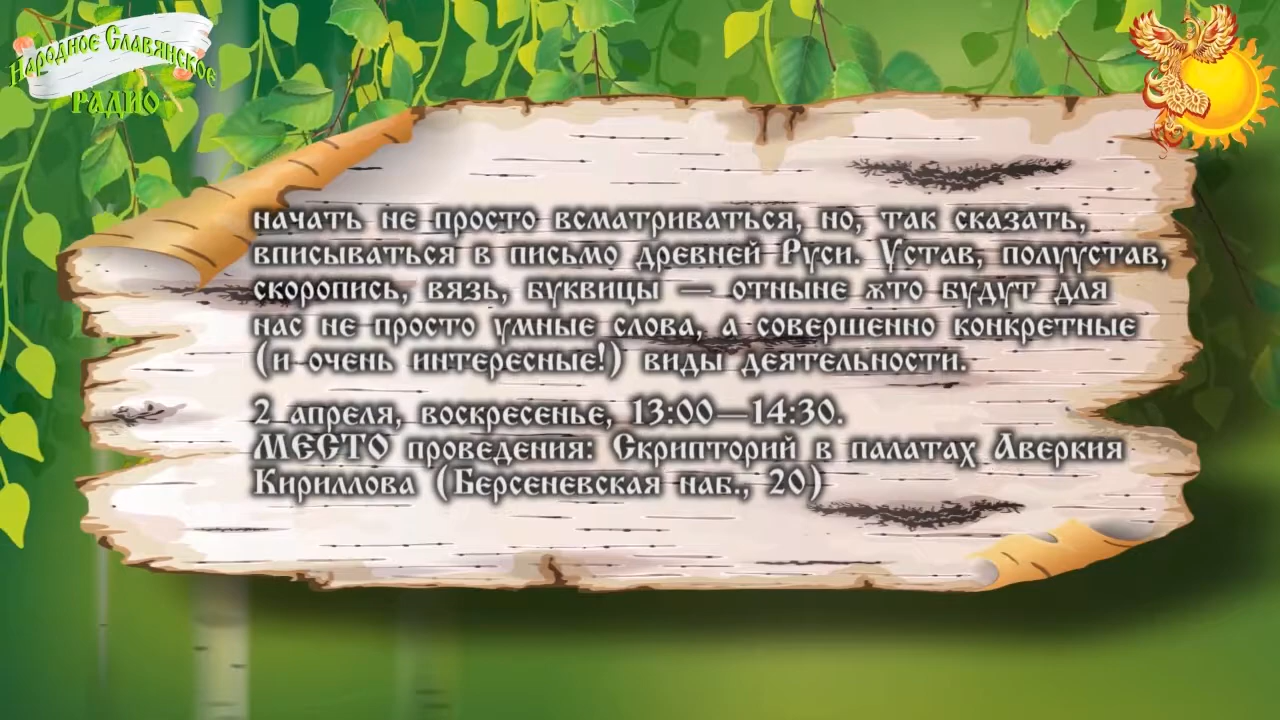 Народное Славянское
РАДИО
начать не просто всматриваться, но, так сказать,
вписываться в письмо древней Руси. Устав, полуустав,
скоропись, вязь, буквицы — отныне это будут для
нас не просто умные слова, а совершенно конкретные
(и очень интересные!) виды деятельности.
2 апреля, воскресенье, 13:00—14:30.
МЕСТО проведения: Скрипторий в палатах Аверкия
Кириллова (Берсеневская наб., 20)